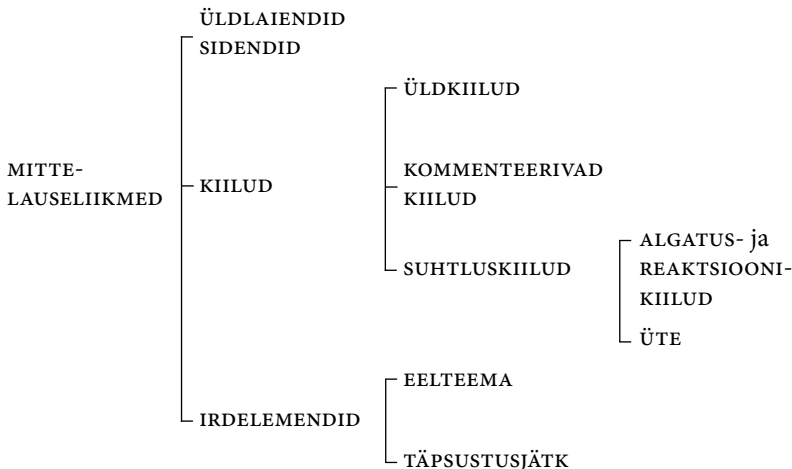 ÜLDLAIENDID
SIDENDID
ÜLDKIILUD
MITTE-
LAUSELIIKMED
KIILUD
KOMMENTEERIVAD
KIILUD
SUHTLUSKIILUD
ALGATUS- ja
REAKTSIOONI-
KIILUD
ÜTE
EELTEEMA
IRDELEMENDID
TÄPSUSTUSJÄTK